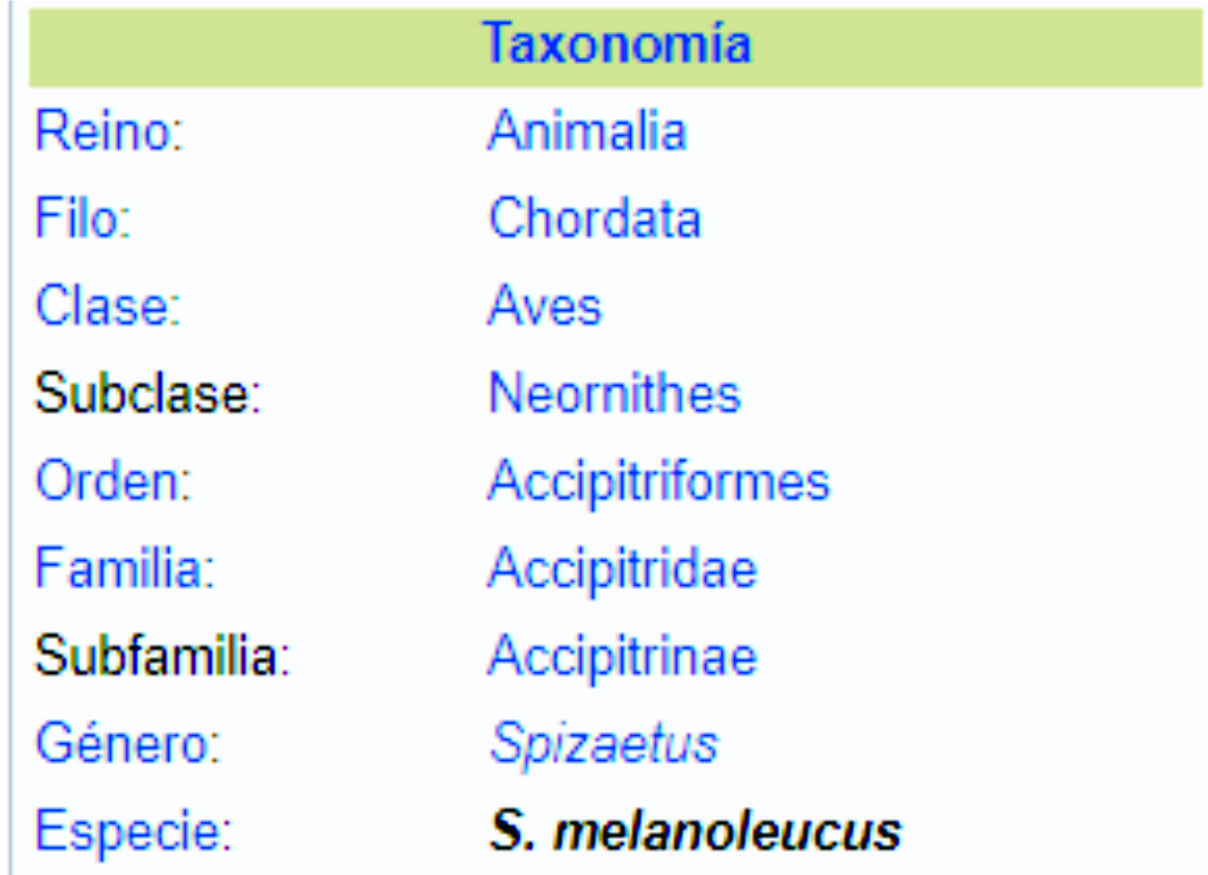 Taxonomía
Reino: Animalia
Filo: Chordata
Clase: Aves
Subclase: Neornithes
Orden: Accipitriformes
Familia: Accipitridae
Subfamilia: Accipitrinae
Género: Spizaetus
Especie: S. melanoleucus